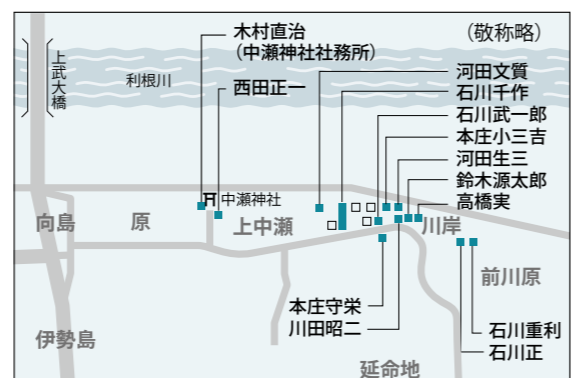 木村直治
（中瀬神社社務所）
（敬称略）
上武大橋
利根川
西田正一
河田文質
石川千作
石川武一郎
本庄小三吉
河田生三
鈴木源太郎
高橋実
中瀬神社
向島
原
上中瀬
川岸
前川原
本庄守栄
川田昭二
伊勢島
石川重利
石川正
延命地